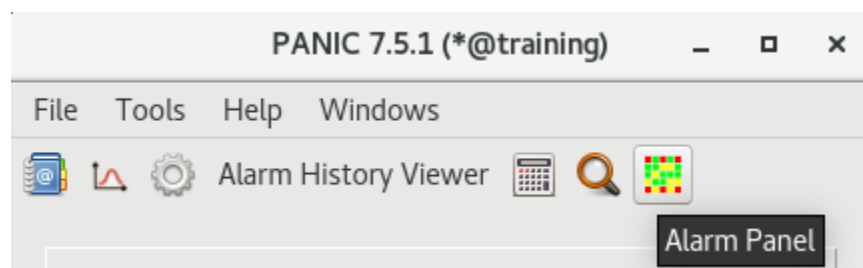 PANIC 7.5.1 (*@training)
File Tools Help Windows
@ Alarm History Viewer
Alarm Panel